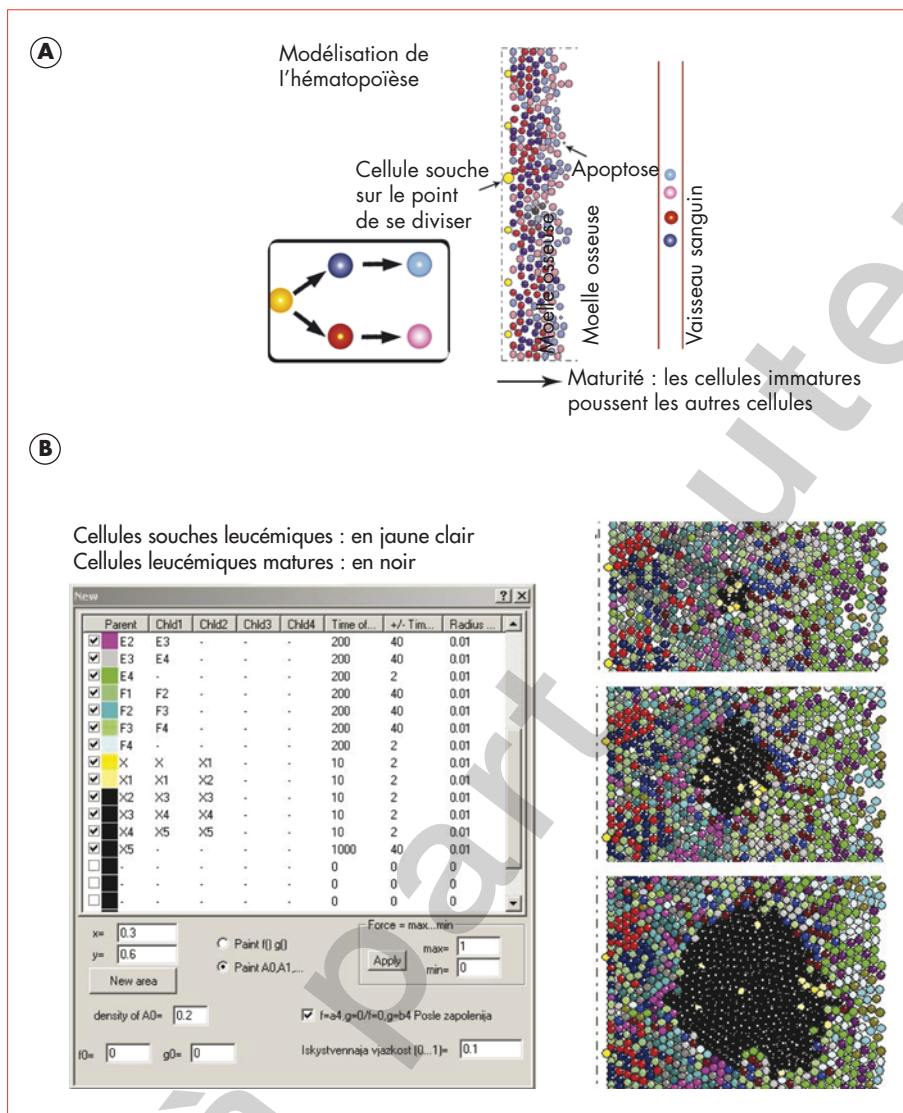 A
Modélisation de
l'hématopoïèse
Cellule souche
sur le point
de se diviser
Apoptose
Moelle osseuse
Moelle osseuse
Vaisseau sanguin
Maturité : les cellules immatures
poussent les autres cellules
B
Cellules souches leucémiques : en jaune clair
Cellules leucémiques matures : en noir
New
Parent Chld1 Chld2 Chld3 Chld4 Time of... +/- Tim... Radius ...
E2 E3 - - - 200 40 0.01
E3 E4 - - - 200 40 0.01
E4 - - - - 200 2 0.01
F1 F2 - - - 200 40 0.01
F2 F3 - - - 200 40 0.01
F3 F4 - - - 200 40 0.01
F4 - - - - 200 2 0.01
X X X1 - - 10 2 0.01
X1 X1 X2 - - 10 2 0.01
X2 X3 X3 - - 10 2 0.01
X3 X4 X4 - - 10 2 0.01
X4 X5 X5 - - 10 2 0.01
X5 - - - - 1000 40 0.01
- - - - - 0 0 0
- - - - - 0 0 0
- - - - - 0 0 0
x= 0.3
y= 0.6
New area
Paint f() g()
Paint A0,A1,...
Force = max...min
Apply
max= 1
min= 0
density of A0= 0.2
f=a4,g=0/f=0,g=b4 Posle zapolenija
f0= 0 g0= 0
Iskystvennaja vjazkost (0...1)= 0.1
à part
uteu